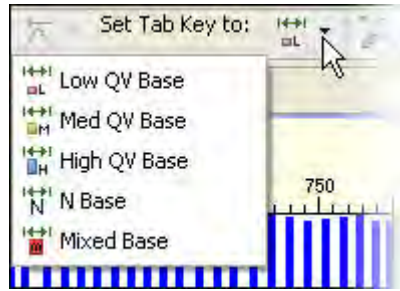 Set Tab Key to: L
L Low QV Base
M Med QV Base
H High QV Base
N N Base
M Mixed Base
750